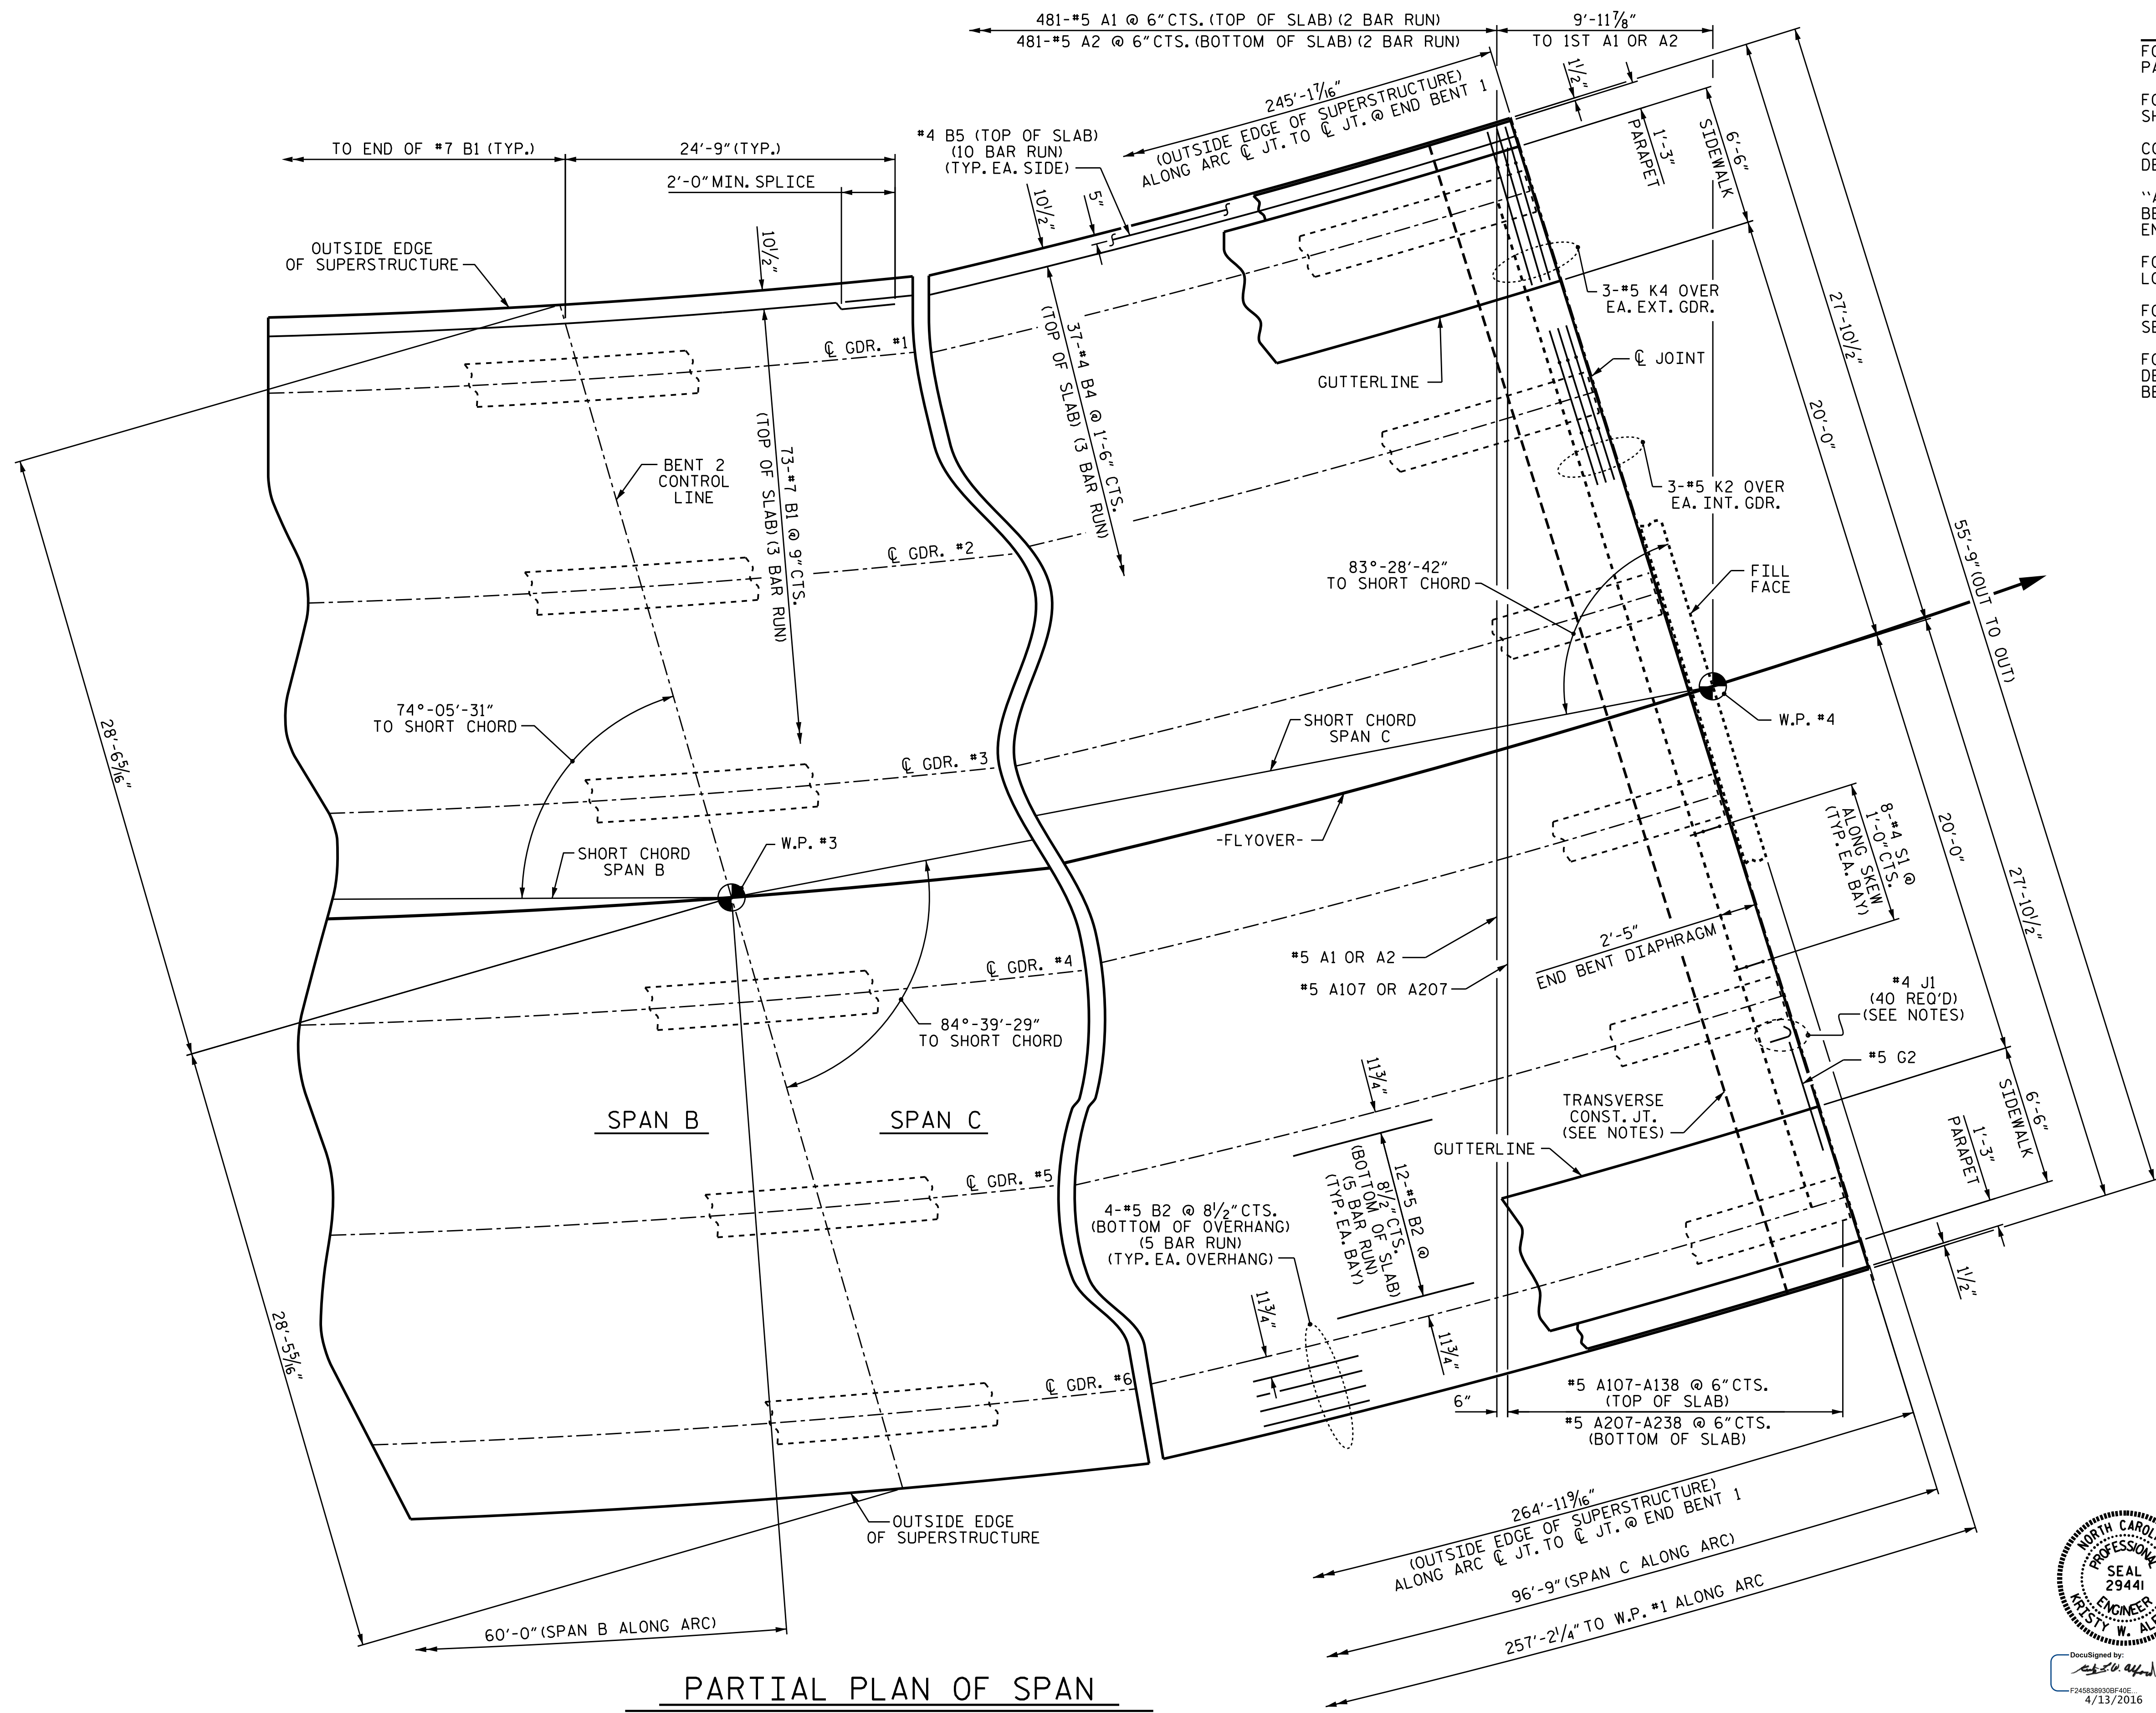 481-#5 A1 @ 6" CTS. (TOP OF SLAB) (2 BAR RUN)
481-#5 A2 @ 6" CTS. (BOTTOM OF SLAB) (2 BAR RUN)
9'-11⅞"
TO 1ST A1 OR A2
1½"
245'-1⁷⁄₁₆"
(OUTSIDE EDGE OF SUPERSTRUCTURE)
ALONG ARC ℄ JT. TO ℄ JT. @ END BENT 1
#4 B5 (TOP OF SLAB)
(10 BAR RUN)
(TYP. EA. SIDE)
TO END OF #7 B1 (TYP.)
24'-9" (TYP.)
2'-0" MIN. SPLICE
10½"
5"
10½"
OUTSIDE EDGE
OF SUPERSTRUCTURE
1'-3"
PARAPET
6'-6"
SIDEWALK
3-#5 K4 OVER
EA. EXT. GDR.
27'-10½"
℄ GDR. #1
37-#4 B4 @ 1'-6" CTS.
(TOP OF SLAB) (3 BAR RUN)
GUTTERLINE
℄ JOINT
20'-0"
BENT 2
CONTROL
LINE
73-#7 B1 @ 9" CTS.
(TOP OF SLAB) (3 BAR RUN)
3-#5 K2 OVER
EA. INT. GDR.
55'-9" (OUT TO OUT)
℄ GDR. #2
83°-28'-42"
TO SHORT CHORD
FILL
FACE
74°-05'-31"
TO SHORT CHORD
SHORT CHORD
SPAN C
W.P. #4
28'-6⁵⁄₁₆"
℄ GDR. #3
-FLYOVER-
W.P. #3
SHORT CHORD
SPAN B
8-#4 S1 @
1'-0" CTS.
ALONG SKEW
(TYP. EA. BAY)
20'-0"
27'-10½"
2'-5"
END BENT DIAPHRAGM
#5 A1 OR A2
#5 A107 OR A207
℄ GDR. #4
#4 J1
(40 REQ'D)
(SEE NOTES)
84°-39'-29"
TO SHORT CHORD
#5 G2
11¾"
TRANSVERSE
CONST. JT.
(SEE NOTES)
6'-6"
SIDEWALK
1'-3"
PARAPET
SPAN B
SPAN C
GUTTERLINE
℄ GDR. #5
12-#5 B2 @
8½" CTS.
(BOTTOM OF SLAB)
(5 BAR RUN)
(TYP. EA. BAY)
4-#5 B2 @ 8½" CTS.
(BOTTOM OF OVERHANG)
(5 BAR RUN)
(TYP. EA. OVERHANG)
1½"
11¾"
11¾"
28'-5⁵⁄₁₆"
℄ GDR. #6
6"
#5 A107-A138 @ 6" CTS.
(TOP OF SLAB)
#5 A207-A238 @ 6" CTS.
(BOTTOM OF SLAB)
OUTSIDE EDGE
OF SUPERSTRUCTURE
264'-11⁹⁄₁₆"
(OUTSIDE EDGE OF SUPERSTRUCTURE)
ALONG ARC ℄ JT. TO ℄ JT. @ END BENT 1
96'-9" (SPAN C ALONG ARC)
257'-2¼" TO W.P. #1 ALONG ARC
60'-0" (SPAN B ALONG ARC)
PARTIAL PLAN OF SPAN
NORTH
PROFESSIONAL
SEAL
29441
ENGINEER
KRISTY W.
DocuSigned by:
F245838930BF40E...
4/13/2016